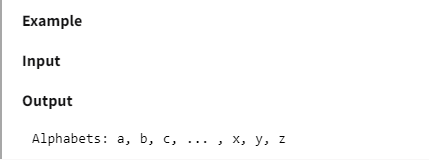 Example
Input
Output
Alphabets: a, b, c, ... , x, y, z